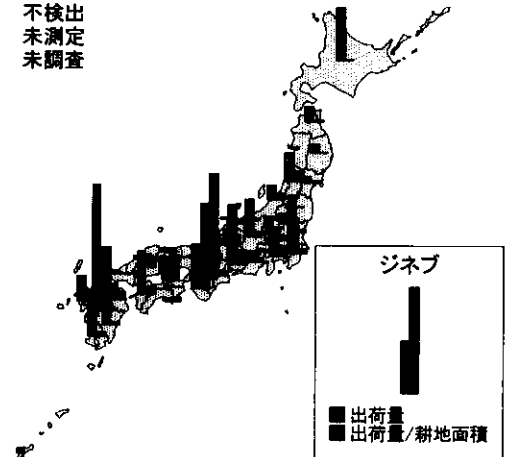 不検出
未測定
未調査
ジネブ
出荷量
出荷量/耕地面積